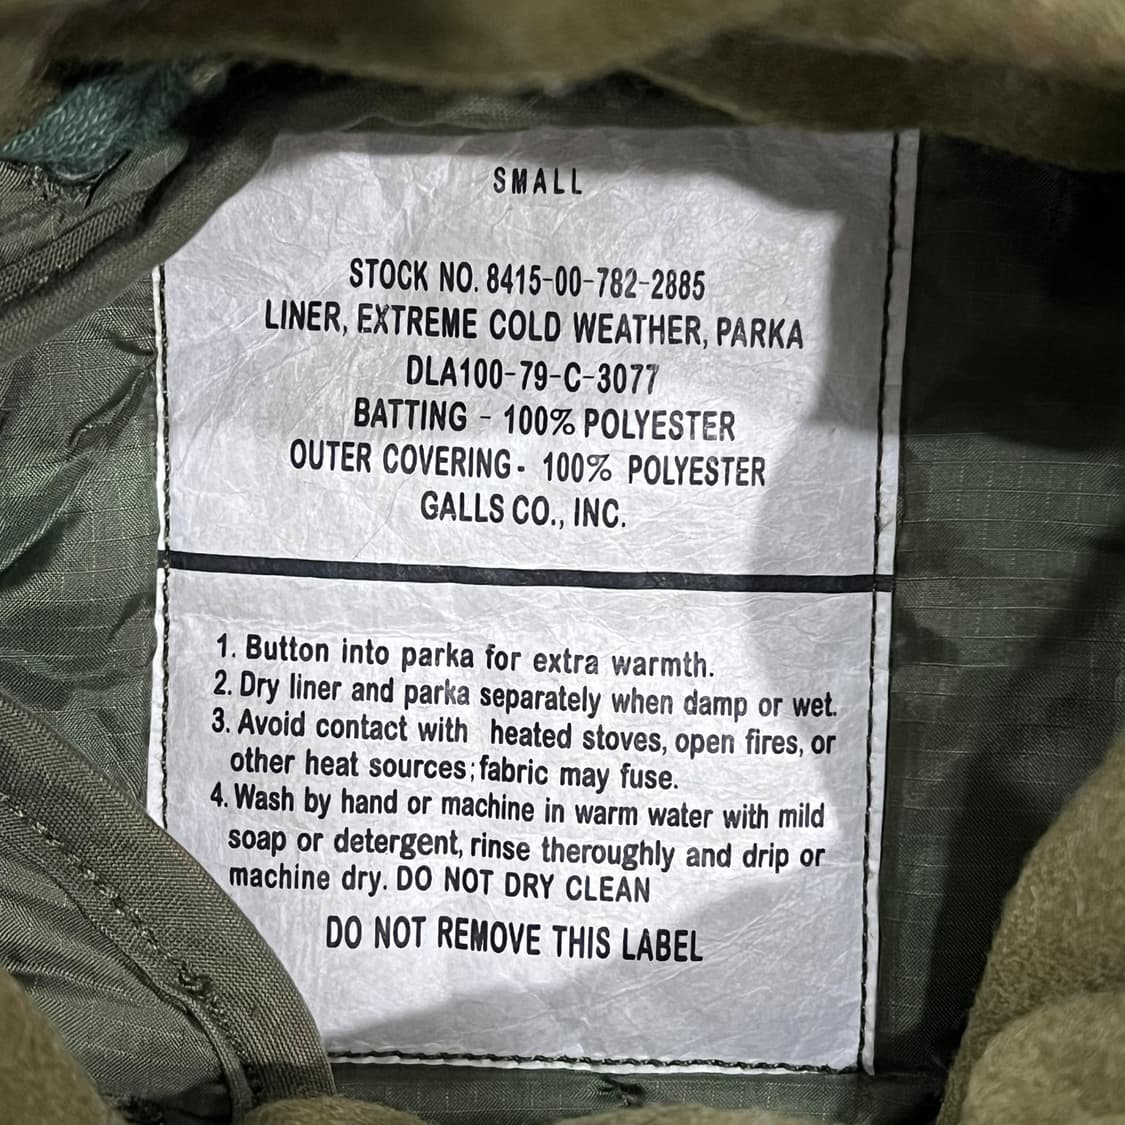 SMALL
STOCK NO. 8415-00-782-2885
LINER, EXTREME COLD WEATHER, PARKA
DLA100-79-C-3077
BATTING - 100% POLYESTER
OUTER COVERING- 100% POLYESTER
GALLS CO., INC.
1. Button into parka for extra warmth.
2. Dry liner and parka separately when damp or wet.
3. Avoid contact with heated stoves, open fires, or
other heat sources; fabric may fuse.
4. Wash by hand or machine in warm water with mild
soap or detergent, rinse theroughly and drip or
machine dry. DO NOT DRY CLEAN
DO NOT REMOVE THIS LABEL